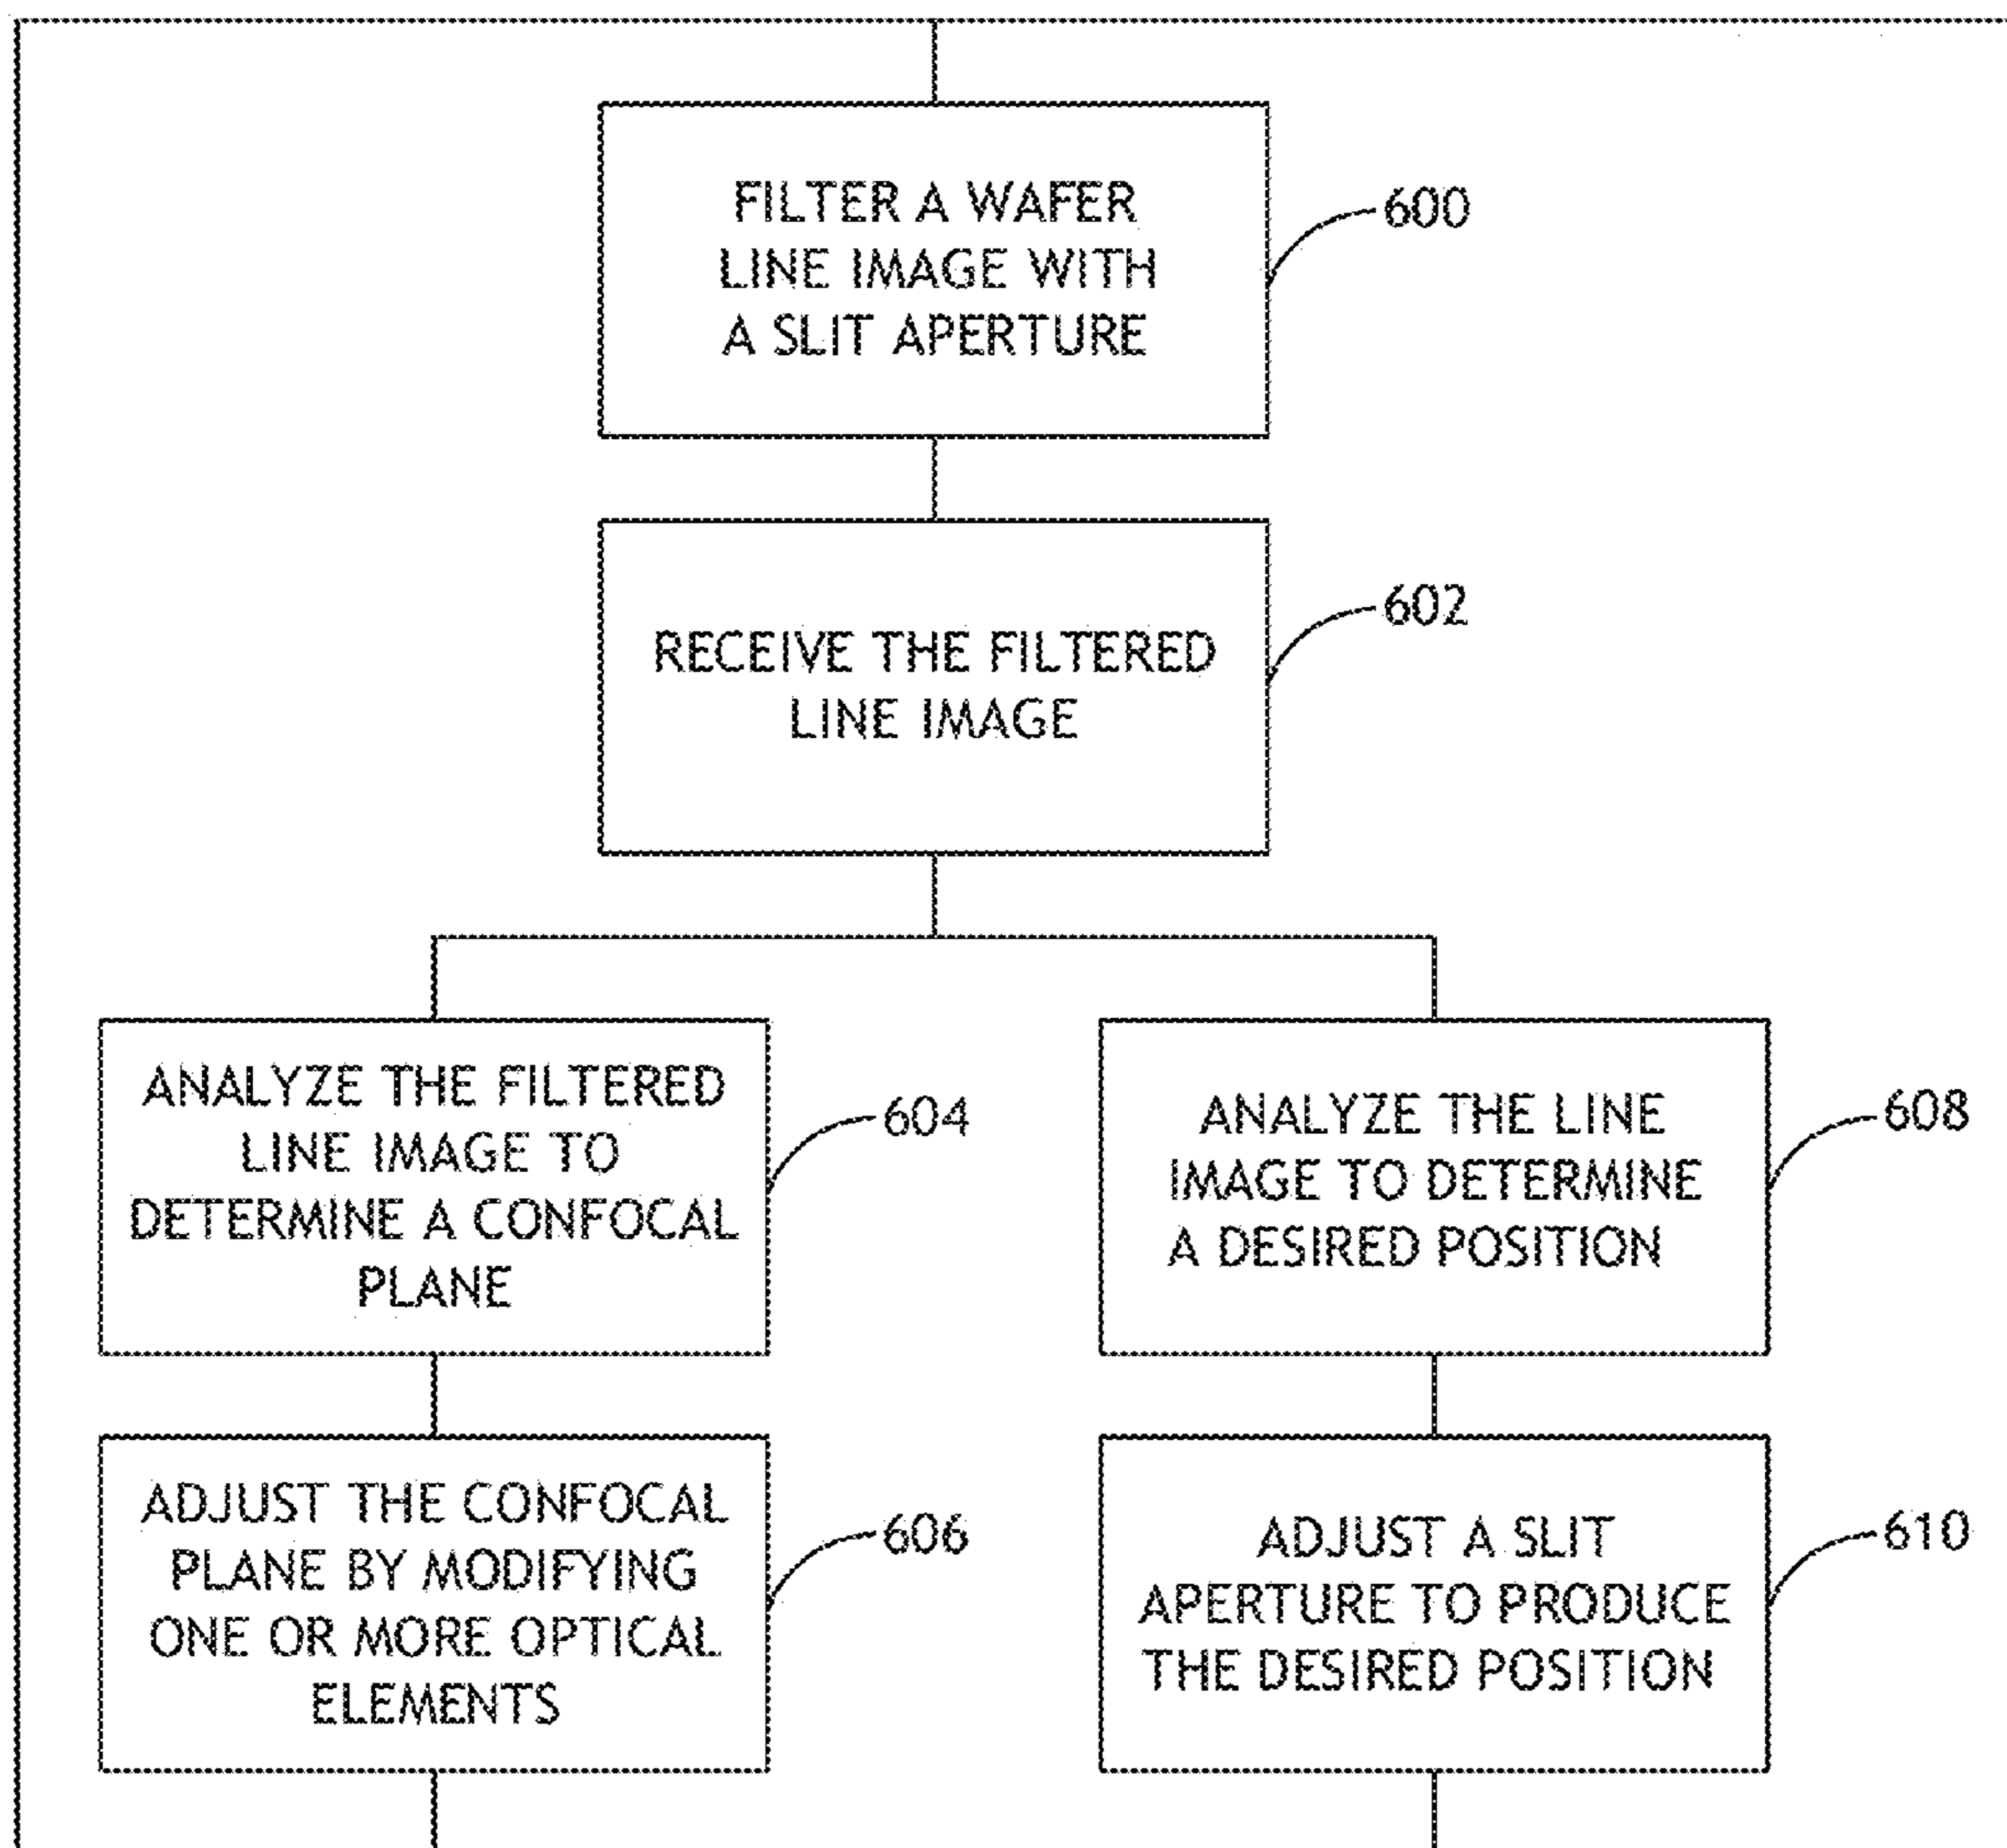 FILTER A WAFER
LINE IMAGE WITH
A SLIT APERTURE
600
RECEIVE THE FILTERED
LINE IMAGE
602
ANALYZE THE FILTERED
LINE IMAGE TO
DETERMINE A CONFOCAL
PLANE
604
ADJUST THE CONFOCAL
PLANE BY MODIFYING
ONE OR MORE OPTICAL
ELEMENTS
606
ANALYZE THE LINE
IMAGE TO DETERMINE
A DESIRED POSITION
608
ADJUST A SLIT
APERTURE TO PRODUCE
THE DESIRED POSITION
610